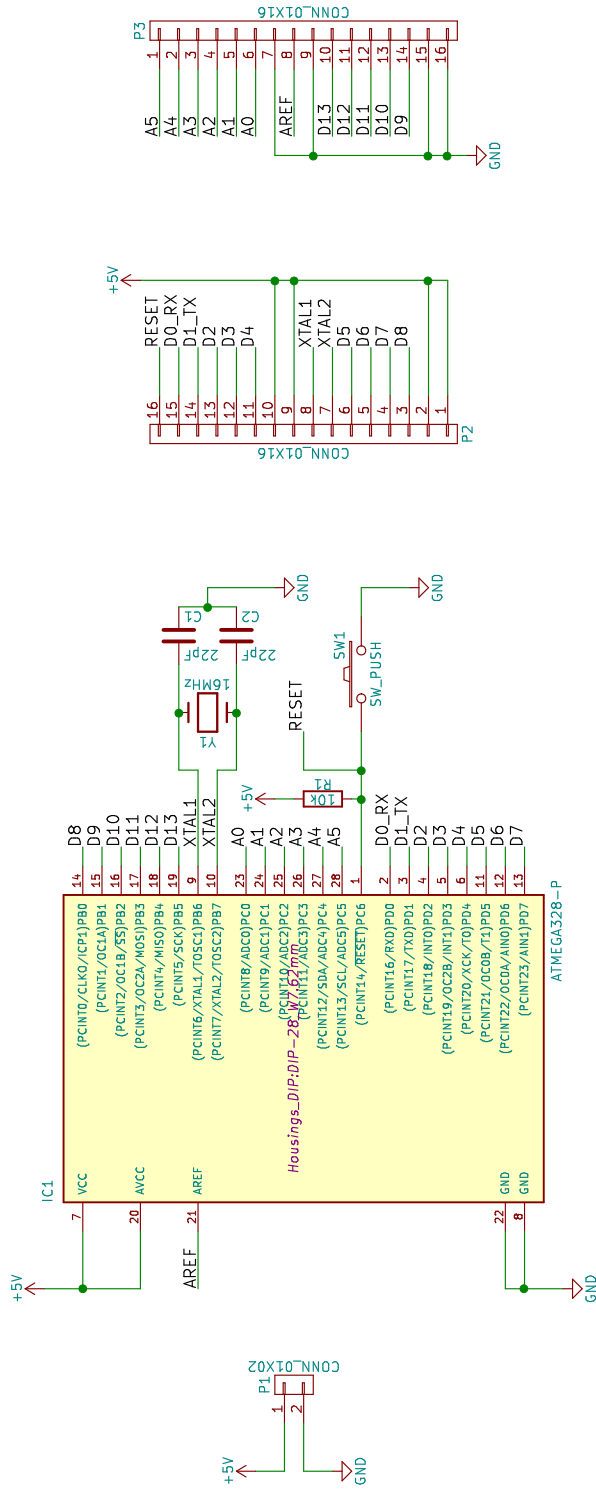 P3
CONN_01X16
1
2
3
4
5
6
7
8
9
10
11
12
13
14
15
16
A5
A4
A3
A2
A1
A0
AREF
D13
D12
D11
D10
D9
GND
+5V
RESET
D0_RX
D1_TX
D2
D3
D4
XTAL1
XTAL2
D5
D6
D7
D8
16
15
14
13
12
11
10
9
8
7
6
5
4
3
2
1
CONN_01X16
P2
GND
GND
C1
C2
22pF
22pF
16MHz
Y1
SW1
SW_PUSH
RESET
+5V
R1
10k
D8
D9
D10
D11
D12
D13
XTAL1
XTAL2
A0
A1
A2
A3
A4
A5
D0_RX
D1_TX
D2
D3
D4
D5
D6
D7
14
15
16
17
18
19
9
10
23
24
25
26
27
28
1
2
3
4
5
6
11
12
13
(PCINT0/CLKO/ICP1)PB0
(PCINT1/OC1A)PB1
(PCINT2/OC1B/SS)PB2
(PCINT3/OC2A/MOSI)PB3
(PCINT4/MISO)PB4
(PCINT5/SCK)PB5
(PCINT6/XTAL1/TOSC1)PB6
(PCINT7/XTAL2/TOSC2)PB7
(PCINT8/ADC0)PC0
(PCINT9/ADC1)PC1
(PCINT10/ADC2)PC2
(PCINT11/ADC3)PC3
(PCINT12/SDA/ADC4)PC4
(PCINT13/SCL/ADC5)PC5
(PCINT14/RESET)PC6
(PCINT16/RXD)PD0
(PCINT17/TXD)PD1
(PCINT18/INT0)PD2
(PCINT19/OC2B/INT1)PD3
(PCINT20/XCK/T0)PD4
(PCINT21/OC0B/T1)PD5
(PCINT22/OC0A/AIN0)PD6
(PCINT23/AIN1)PD7
ATMEGA328-P
Housings_DIP:DIP-28_W7.62mm
IC1
VCC
AVCC
AREF
GND
GND
7
20
21
22
8
AREF
+5V
GND
CONN_01X02
P1
1
2
+5V
GND